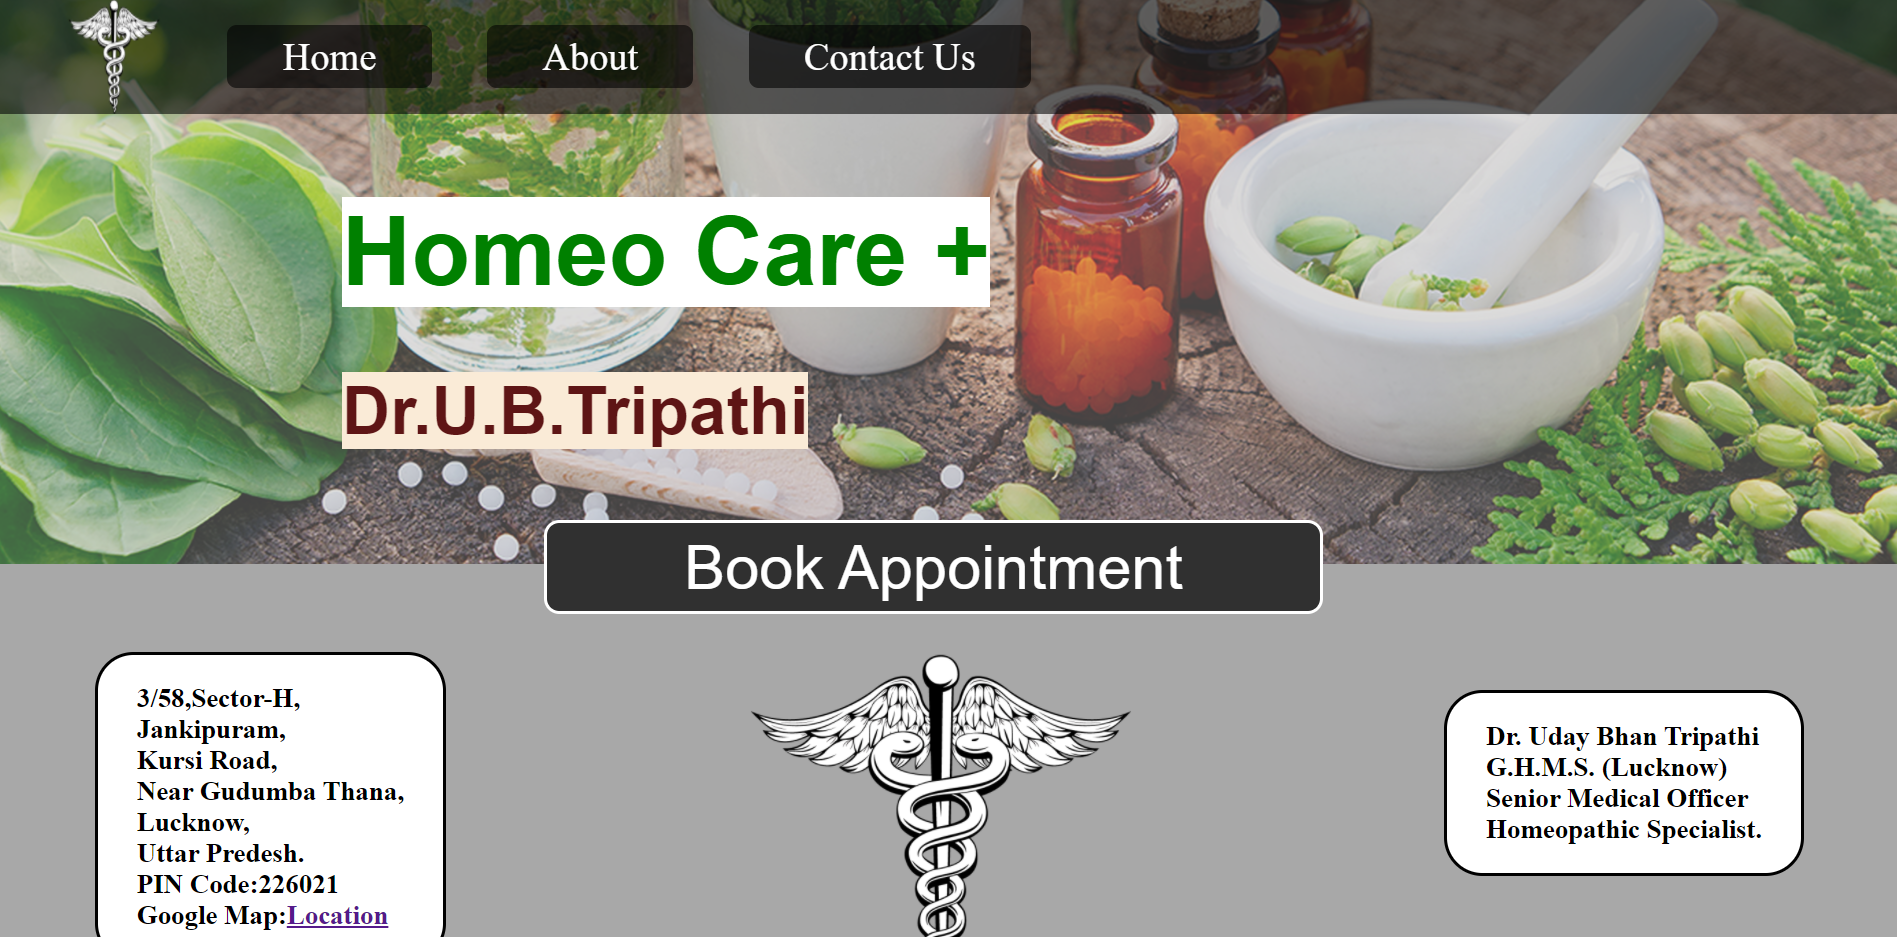 Home
About
Contact Us
Homeo Care +
Dr.U.B.Tripathi
Book Appointment
3/58,Sector-H,
Jankipuram,
Kursi Road,
Near Gudumba Thana,
Lucknow,
Uttar Predesh.
PIN Code:226021
Google Map:Location
Dr. Uday Bhan Tripathi
G.H.M.S. (Lucknow)
Senior Medical Officer
Homeopathic Specialist.